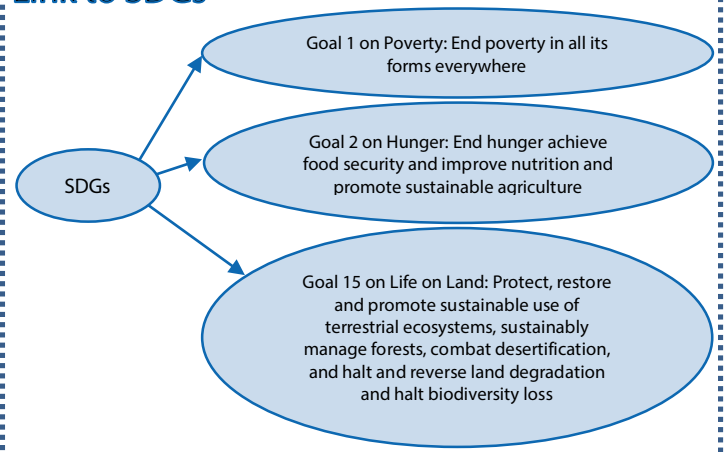 Link to SDGs
Goal 1 on Poverty: End poverty in all its
forms everywhere
Goal 2 on Hunger: End hunger achieve
food security and improve nutrition and
promote sustainable agriculture
SDGs
Goal 15 on Life on Land: Protect, restore
and promote sustainable use of
terrestrial ecosystems, sustainably
manage forests, combat desertification,
and halt and reverse land degradation
and halt biodiversity loss